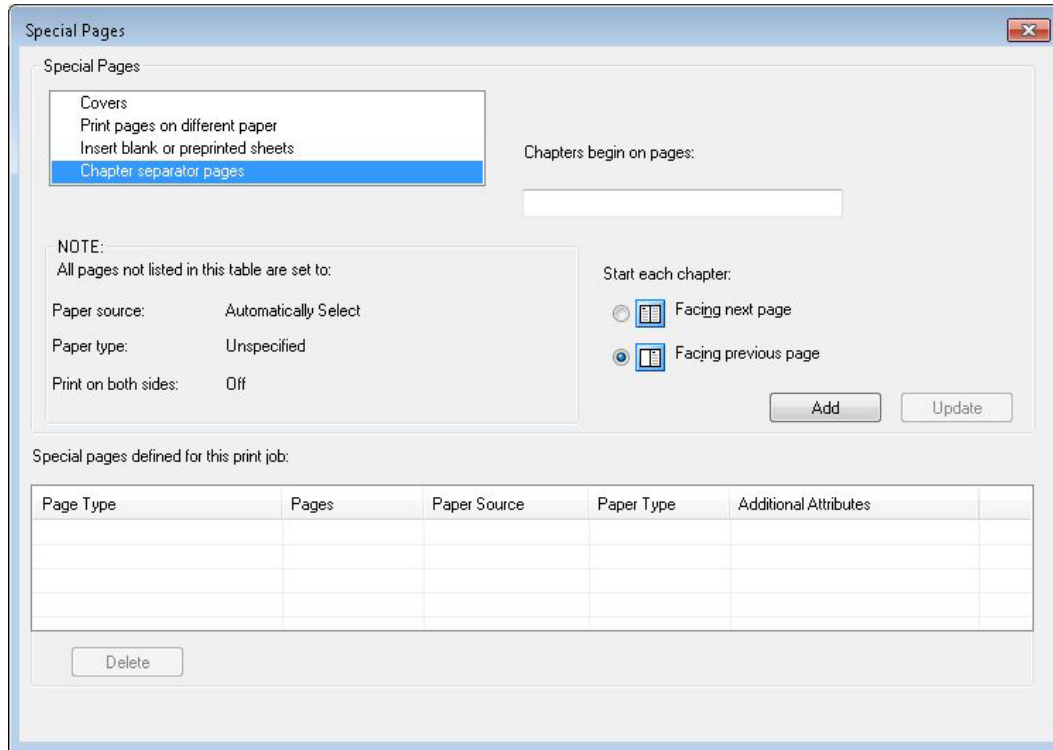 Special Pages
Special Pages
Covers
Print pages on different paper
Insert blank or preprinted sheets
Chapter separator pages
Chapters begin on pages:
NOTE:
All pages not listed in this table are set to:
Paper source: Automatically Select
Paper type: Unspecified
Print on both sides: Off
Start each chapter:
Facing next page
Facing previous page
Add Update
Special pages defined for this print job:
Page Type Pages Paper Source Paper Type Additional Attributes
Delete